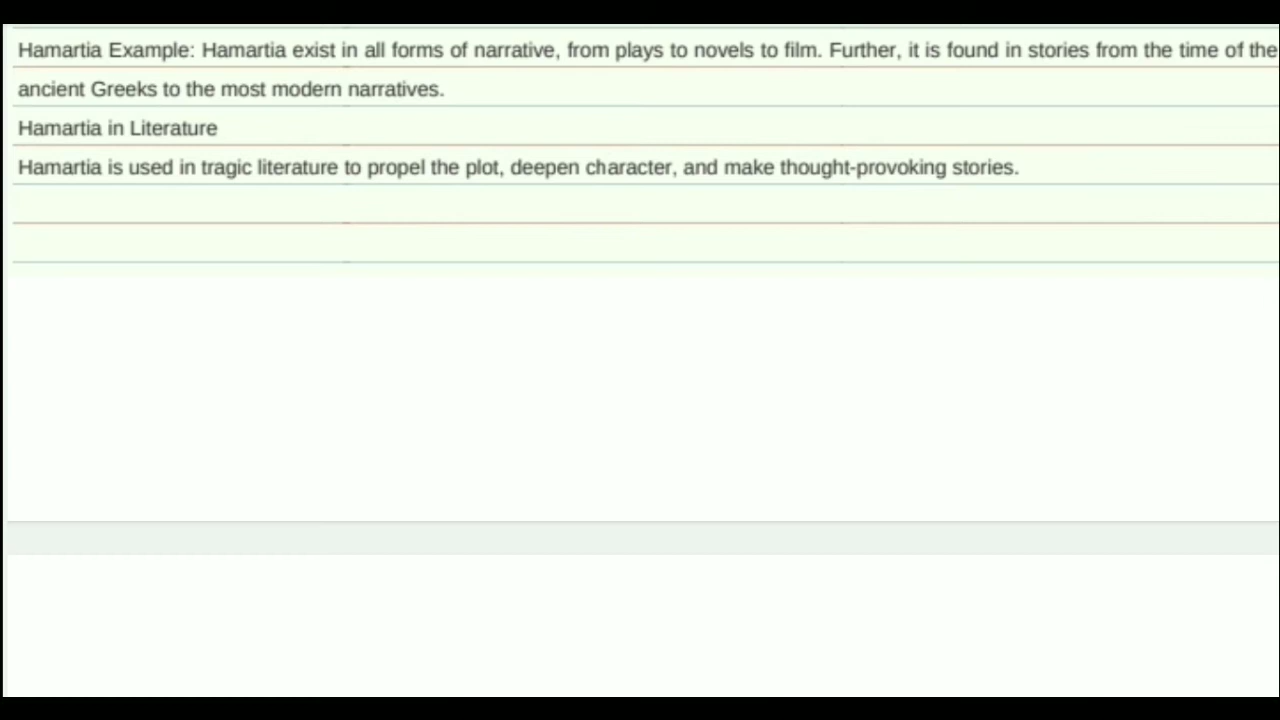 Hamartia Example: Hamartia exist in all forms of narrative, from plays to novels to film. Further, it is found in stories from the time of the
ancient Greeks to the most modern narratives.
Hamartia in Literature
Hamartia is used in tragic literature to propel the plot, deepen character, and make thought-provoking stories.